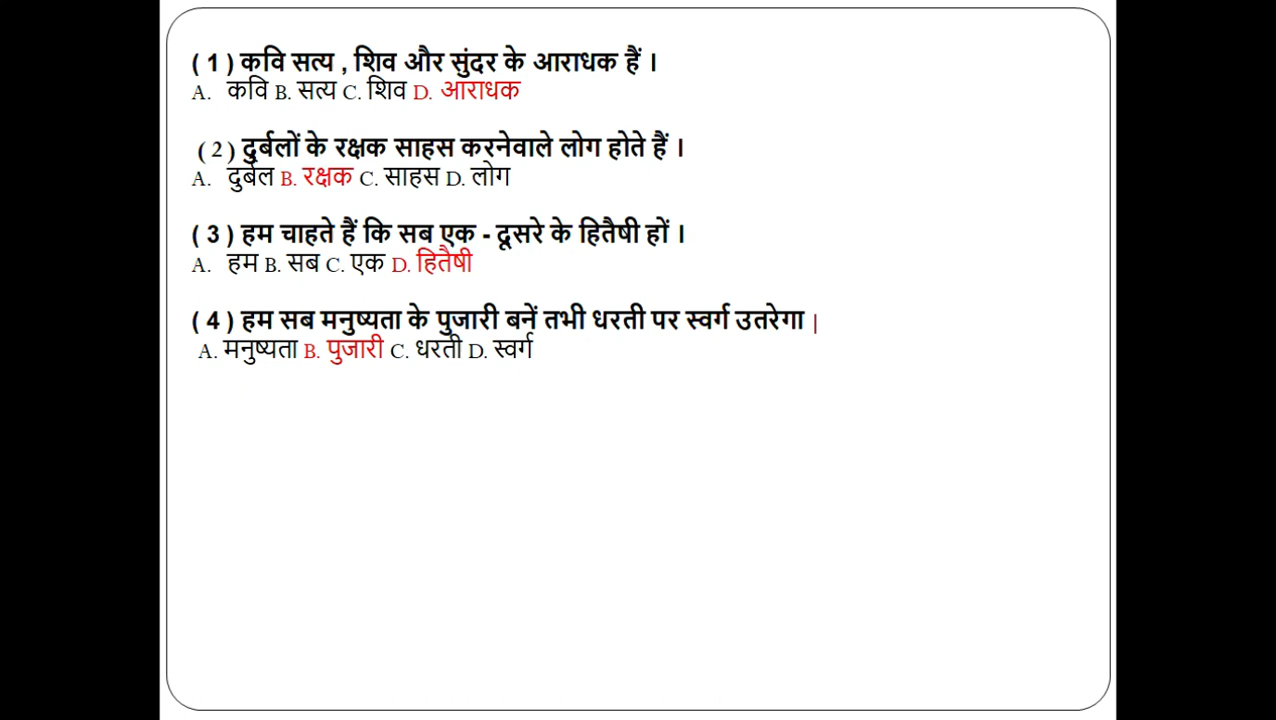 ( 1 ) कवि सत्य , शिव और सुंदर के आराधक हैं ।
A. कवि B. सत्य C. शिव D. आराधक
( 2 ) दुर्बलों के रक्षक साहस करनेवाले लोग होते हैं ।
A. दुर्बल B. रक्षक C. साहस D. लोग
( 3 ) हम चाहते हैं कि सब एक - दूसरे के हितैषी हों ।
A. हम B. सब C. एक D. हितैषी
( 4 ) हम सब मनुष्यता के पुजारी बनें तभी धरती पर स्वर्ग उतरेगा |
A. मनुष्यता B. पुजारी C. धरती D. स्वर्ग